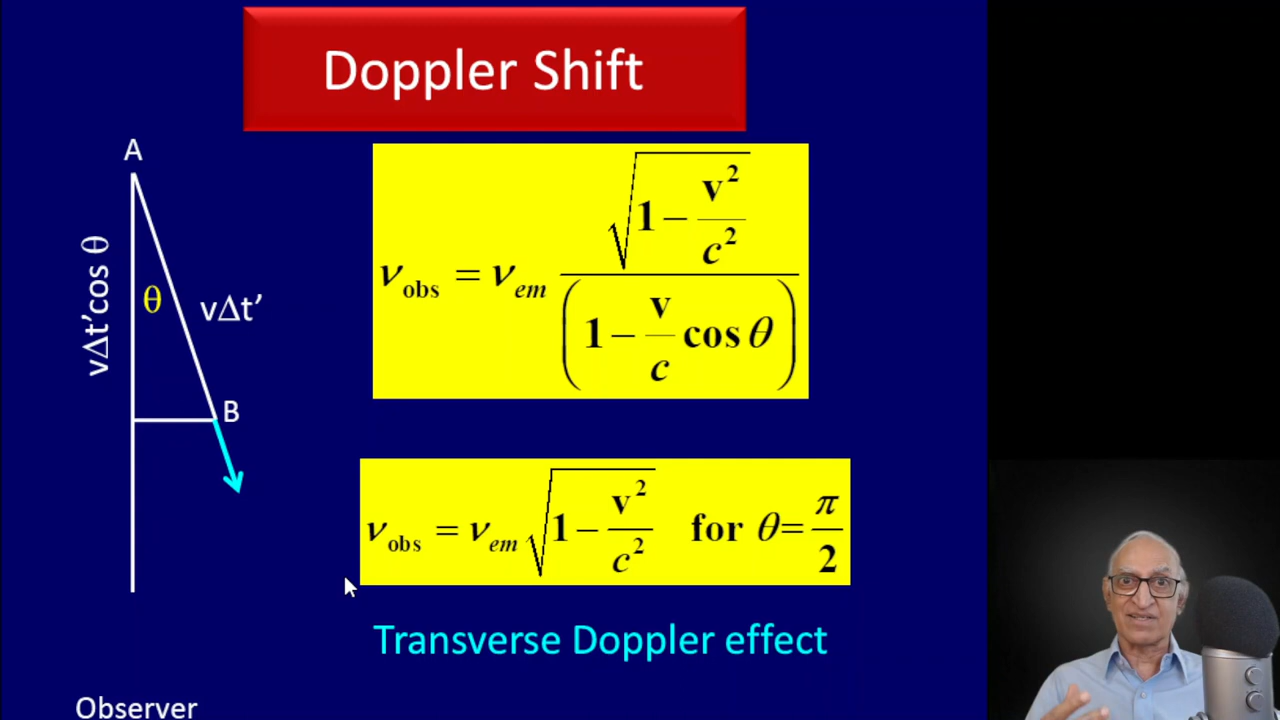 Doppler Shift
A
vΔt’cos θ
θ
vΔt’
B
ν_obs = ν_em √(1 − v²/c²) / (1 − v/c cos θ)
ν_obs = ν_em √(1 − v²/c²) for θ= π/2
Transverse Doppler effect
Observer